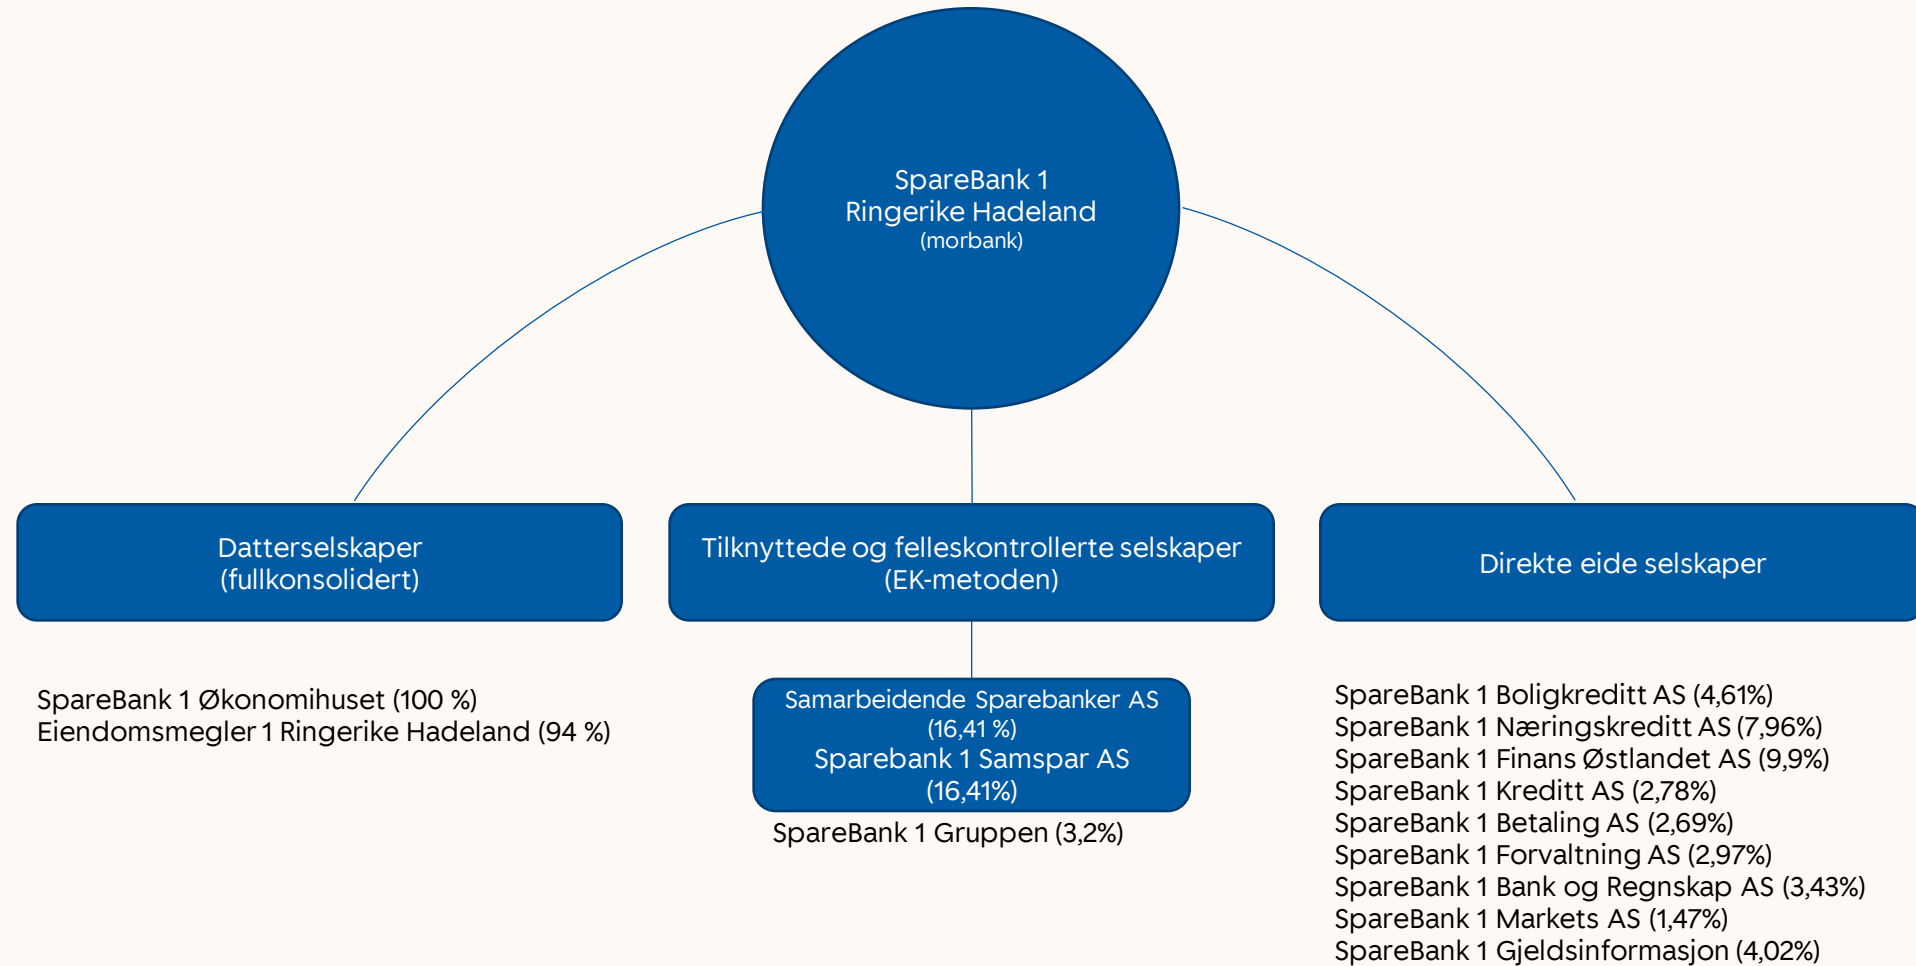 SpareBank 1
Ringerike Hadeland
(morbank)
Datterselskaper
(fullkonsolidert)
Tilknyttede og felleskontrollerte selskaper
(EK-metoden)
Direkte eide selskaper
SpareBank 1 Økonomihuset (100 %)
Eiendomsmegler 1 Ringerike Hadeland (94 %)
Samarbeidende Sparebanker AS
(16,41 %)
Sparebank 1 Samspar AS
(16,41%)
SpareBank 1 Gruppen (3,2%)
SpareBank 1 Boligkreditt AS (4,61%)
SpareBank 1 Næringskreditt AS (7,96%)
SpareBank 1 Finans Østlandet AS (9,9%)
SpareBank 1 Kreditt AS (2,78%)
SpareBank 1 Betaling AS (2,69%)
SpareBank 1 Forvaltning AS (2,97%)
SpareBank 1 Bank og Regnskap AS (3,43%)
SpareBank 1 Markets AS (1,47%)
SpareBank 1 Gjeldsinformasjon (4,02%)